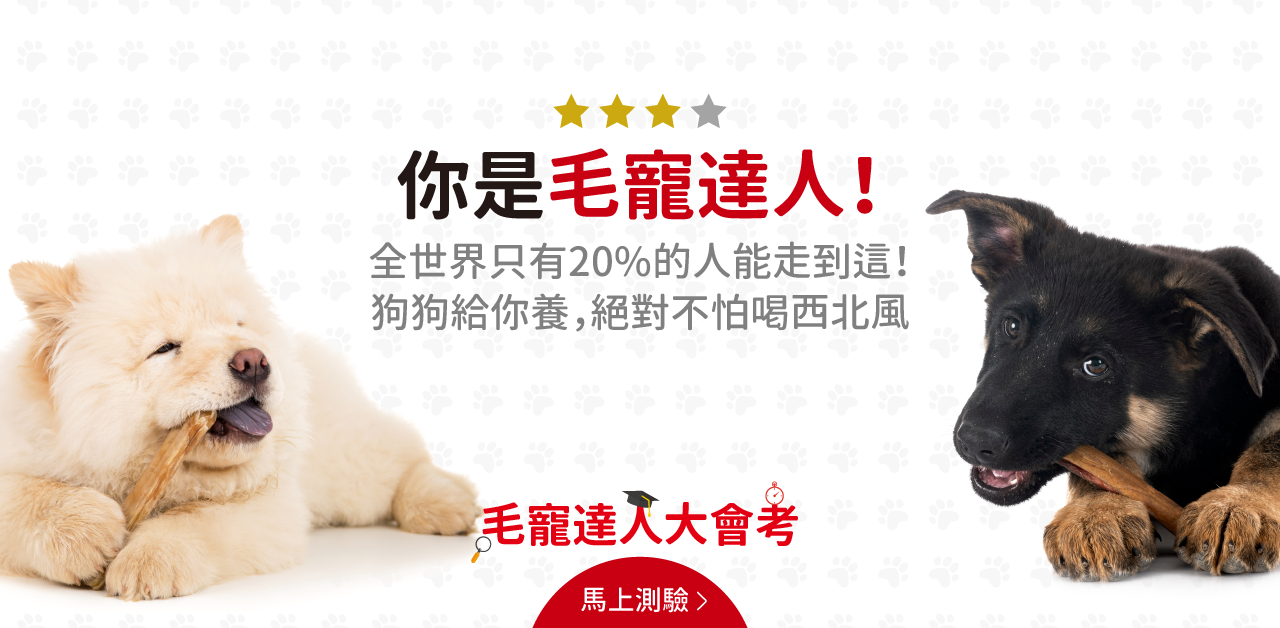 你是毛寵達人!
全世界只有20%的人能走到這!
狗狗給你養,絕對不怕喝西北風
毛寵達人大會考
馬上測驗